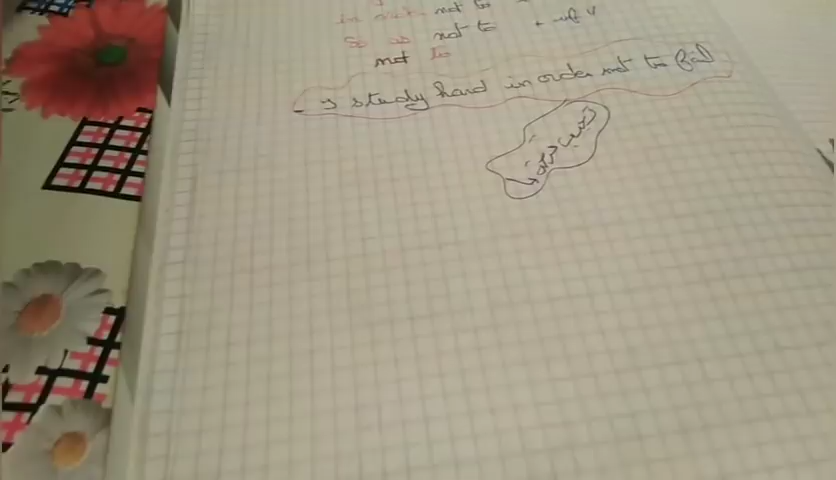 in order not to
So as not to + inf V
not to
- I study hard in order not to fail